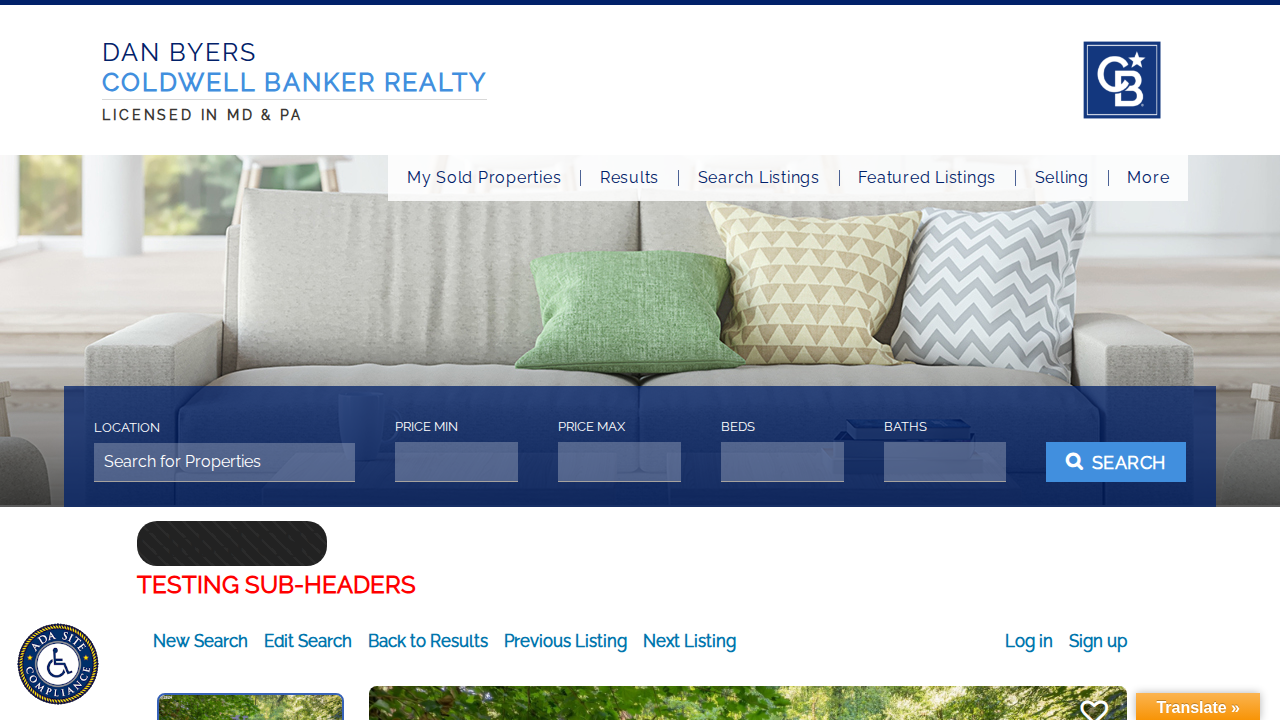 DAN BYERS
COLDWELL BANKER REALTY
LICENSED IN MD & PA
CB
My Sold Properties
Results
Search Listings
Featured Listings
Selling
More
LOCATION
PRICE MIN
PRICE MAX
BEDS
BATHS
Search for Properties
SEARCH
TESTING SUB-HEADERS
New Search
Edit Search
Back to Results
Previous Listing
Next Listing
Log in
Sign up
ADA SITE COMPLIANCE
Translate »